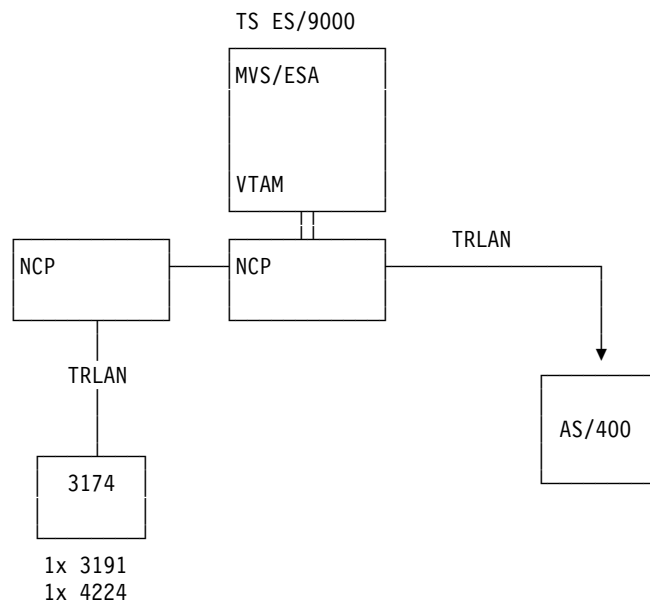 TS ES/9000
MVS/ESA
VTAM
TRLAN
NCP
NCP
TRLAN
AS/400
3174
1x 3191
1x 4224